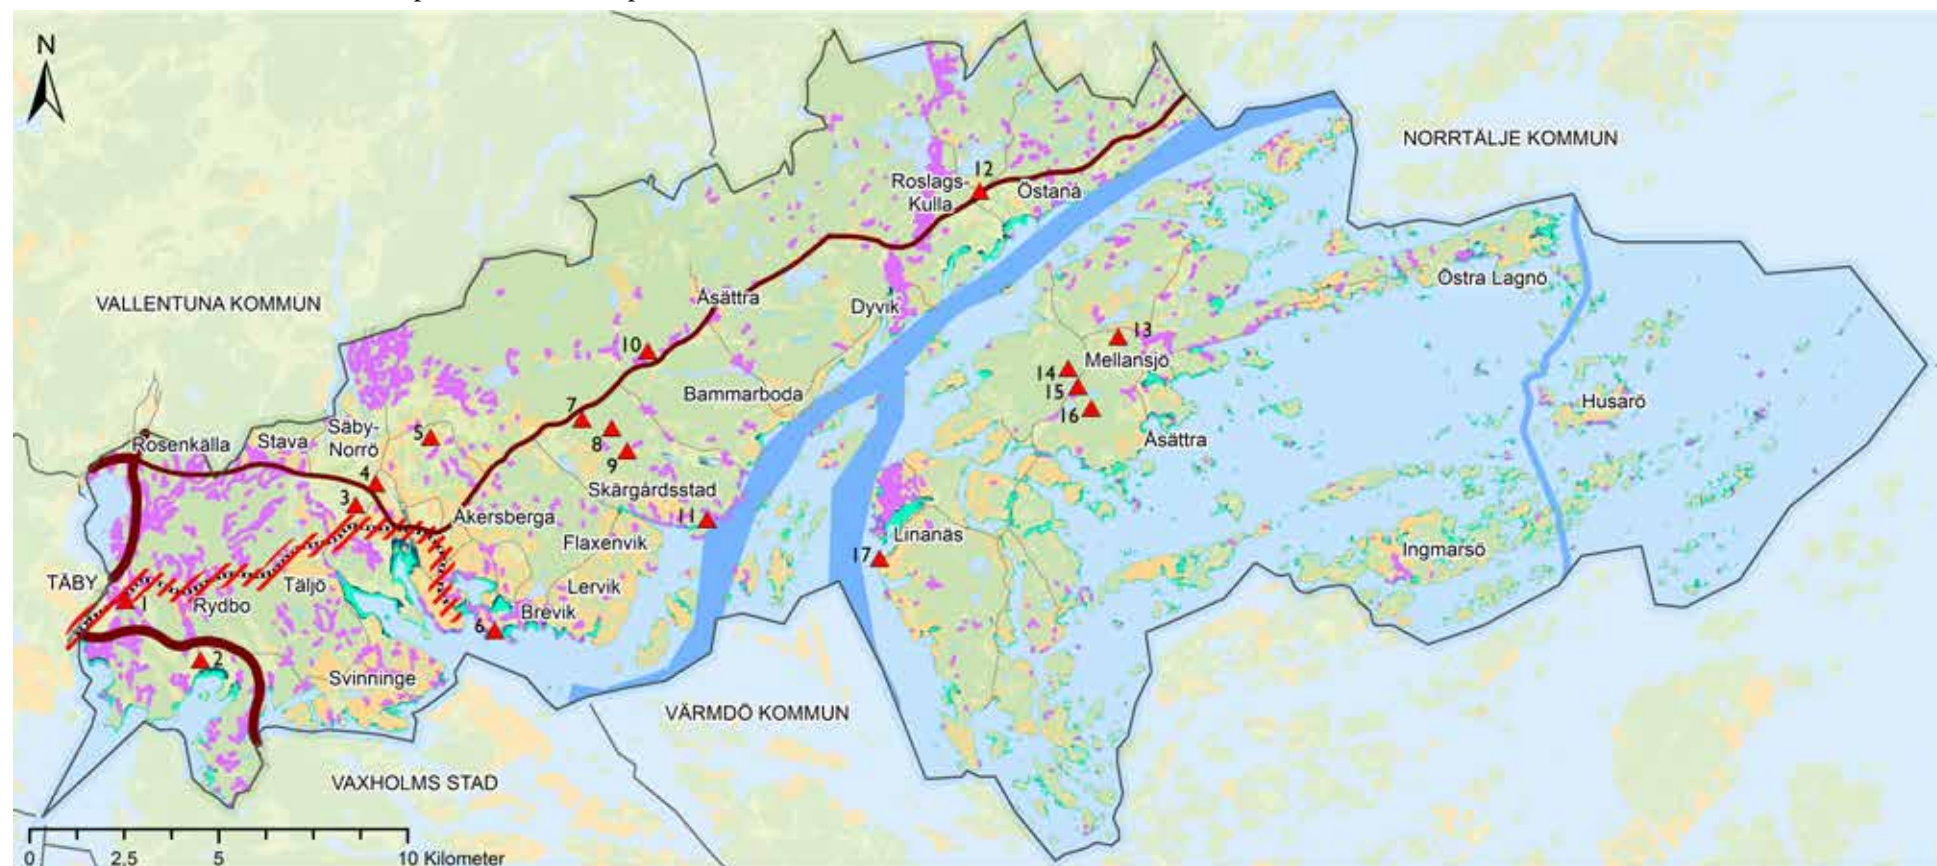 N
NORRTÄLJE KOMMUN
12
Roslags-
Kulla
Östanå
Östra Lagnö
VALLENTUNA KOMMUN
Åsättra
Dyvik
13
10
Mellansjö
14
15
16
Bammarboda
Husarö
7
8
9
Säby-
Norrö
5
Rosenkälla
Stava
Åsättra
4
3
Skärgårdsstad
11
Åkersberga
Flaxenvik
Linanäs
Ingmarsö
17
TÄBY
1
Rydbo
Täljö
Lervik
Brevik
6
2
Svinninge
VÄRMDÖ KOMMUN
VAXHOLMS STAD
0
2,5
5
10 Kilometer